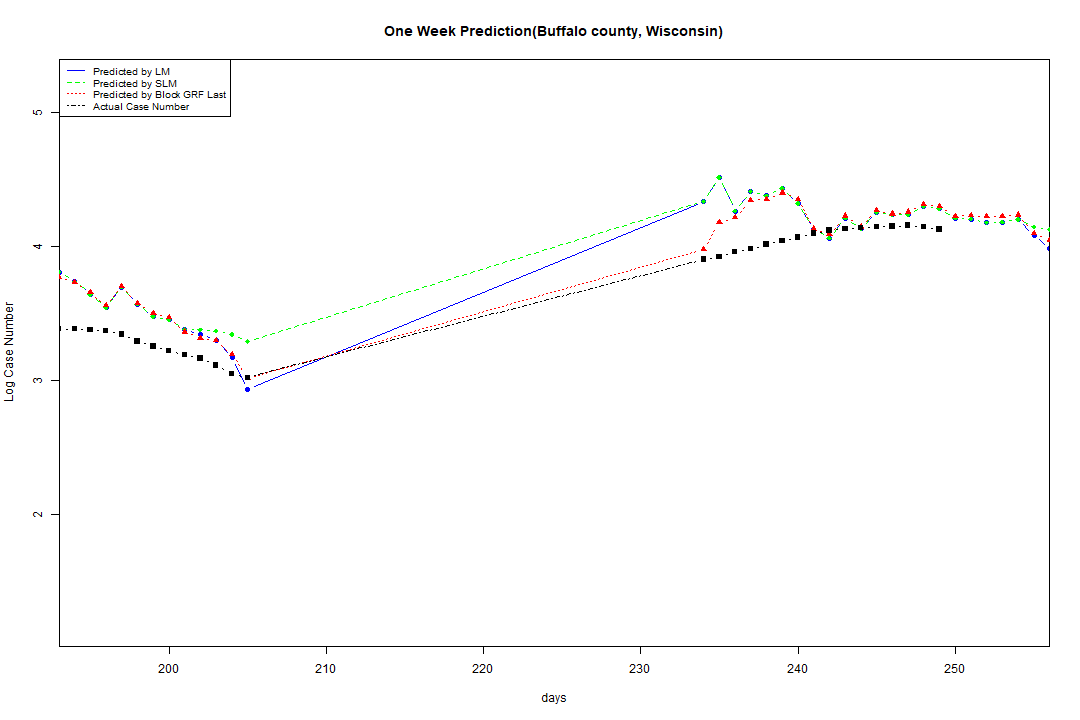 One Week Prediction(Buffalo county, Wisconsin)
Predicted by LM
Predicted by SLM
Predicted by Block GRF Last
Actual Case Number
5
4
3
2
Log Case Number
200 210 220 230 240 250
days